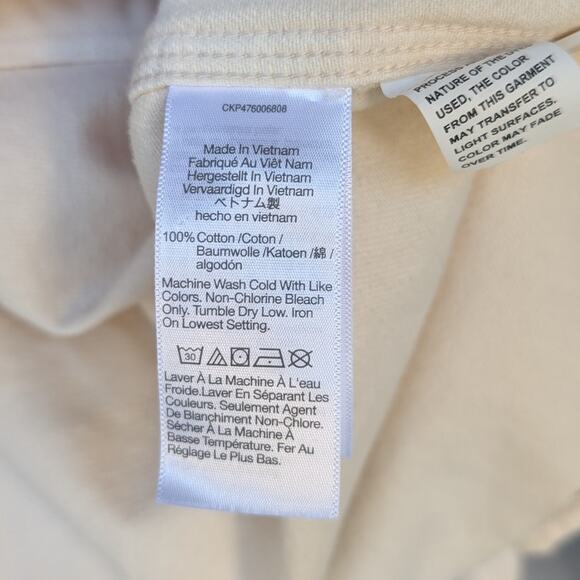 CKP476006808
Made In Vietnam
Fabriqué Au Viêt Nam
Hergestellt In Vietnam
Vervaardigd In Vietnam
ベトナム製
hecho en vietnam
100% Cotton /Coton /
Baumwolle /Katoen /綿 /
algodón
Machine Wash Cold With Like
Colors. Non-Chlorine Bleach
Only. Tumble Dry Low. Iron
On Lowest Setting.
30
Laver À La Machine À L'eau
Froide.Laver En Séparant Les
Couleurs. Seulement Agent
De Blanchiment Non-Chlore.
Sécher À La Machine À
Basse Température. Fer Au
Réglage Le Plus Bas.
PROCESS
NATURE OF THE
USED, THE COLOR
FROM THIS GARMENT
MAY TRANSFER TO
LIGHT SURFACES.
COLOR MAY FADE
OVER TIME.